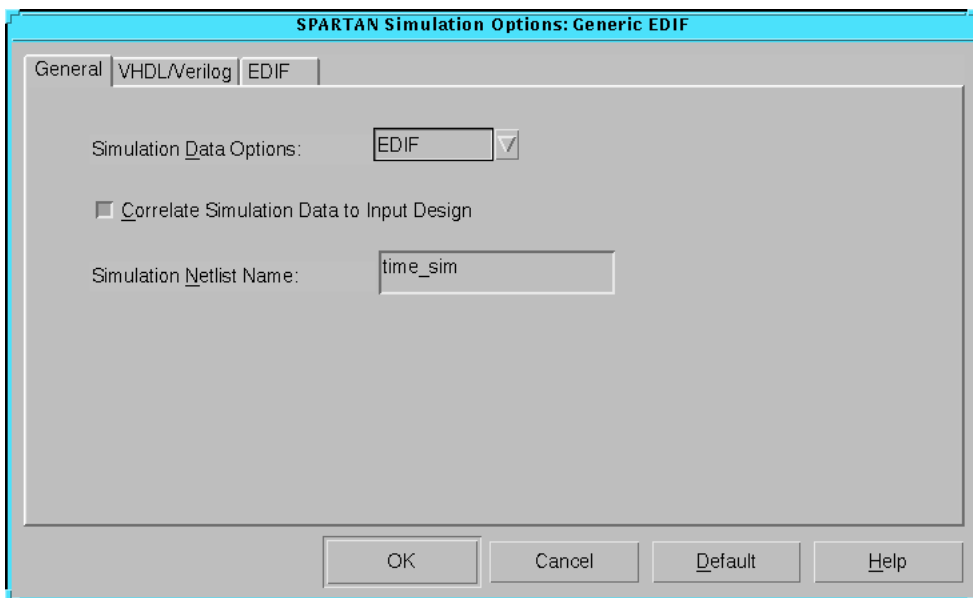 SPARTAN Simulation Options: Generic EDIF
General VHDL/Verilog EDIF
Simulation Data Options: EDIF
Correlate Simulation Data to Input Design
Simulation Netlist Name: time_sim
OK Cancel Default Help